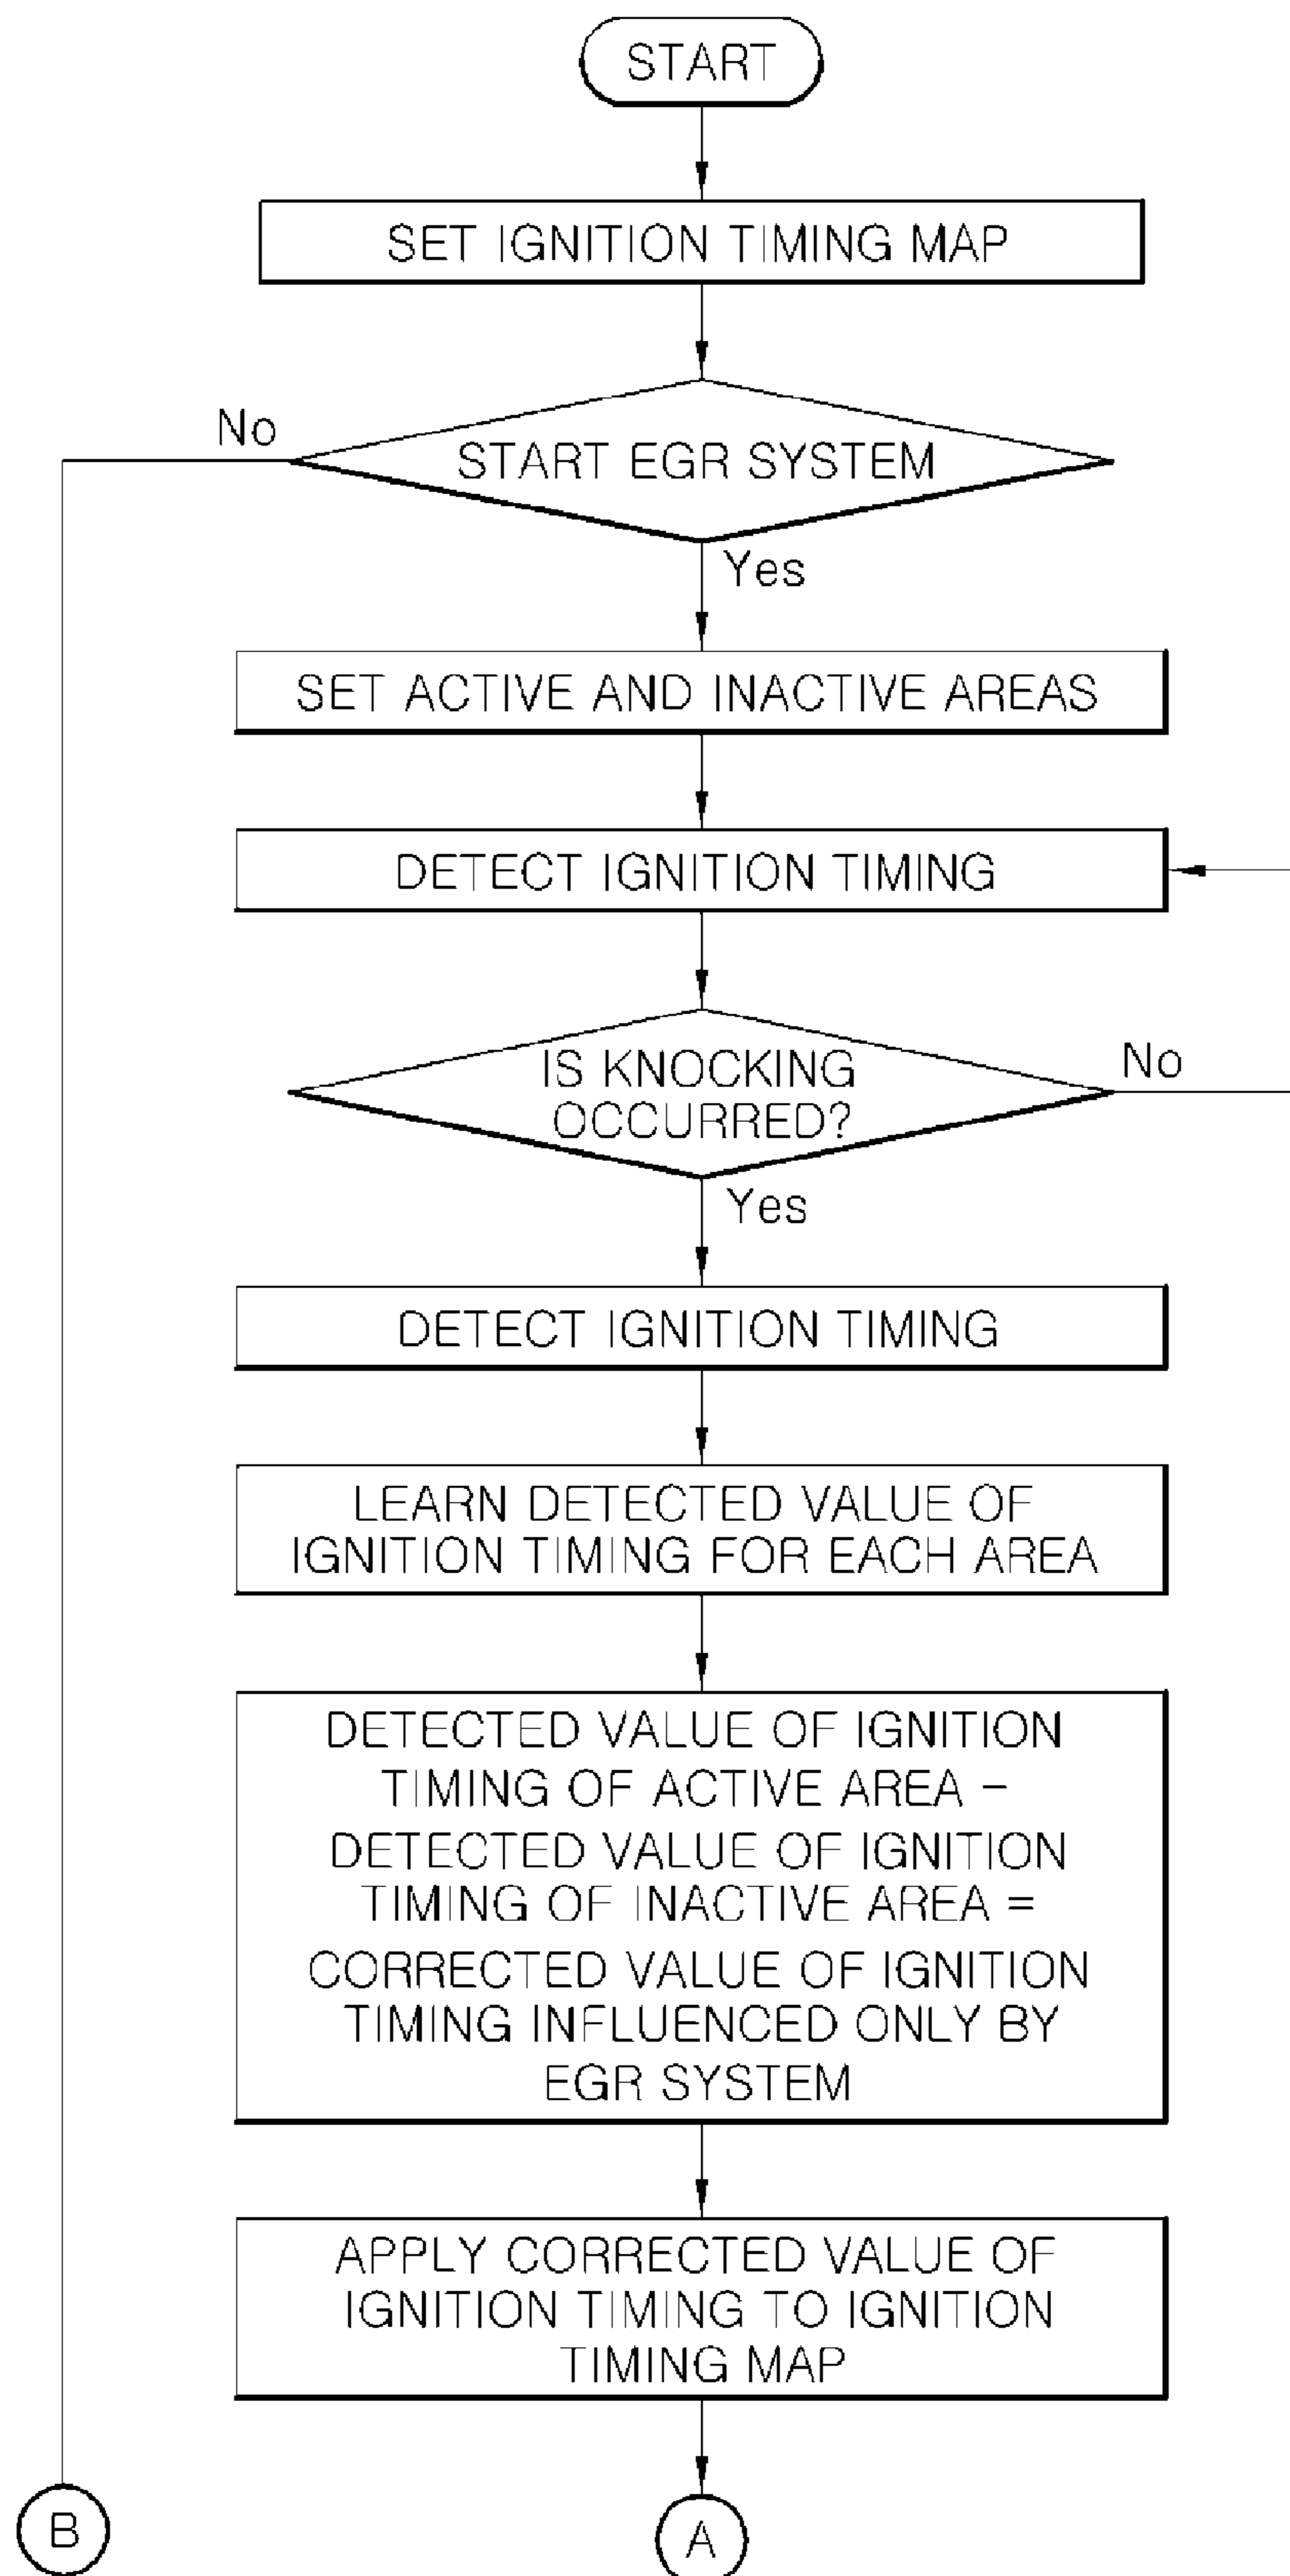 START
SET IGNITION TIMING MAP
No
START EGR SYSTEM
Yes
SET ACTIVE AND INACTIVE AREAS
DETECT IGNITION TIMING
IS KNOCKING
OCCURRED?
No
Yes
DETECT IGNITION TIMING
LEARN DETECTED VALUE OF
IGNITION TIMING FOR EACH AREA
DETECTED VALUE OF IGNITION
TIMING OF ACTIVE AREA −
DETECTED VALUE OF IGNITION
TIMING OF INACTIVE AREA =
CORRECTED VALUE OF IGNITION
TIMING INFLUENCED ONLY BY
EGR SYSTEM
APPLY CORRECTED VALUE OF
IGNITION TIMING TO IGNITION
TIMING MAP
B
A